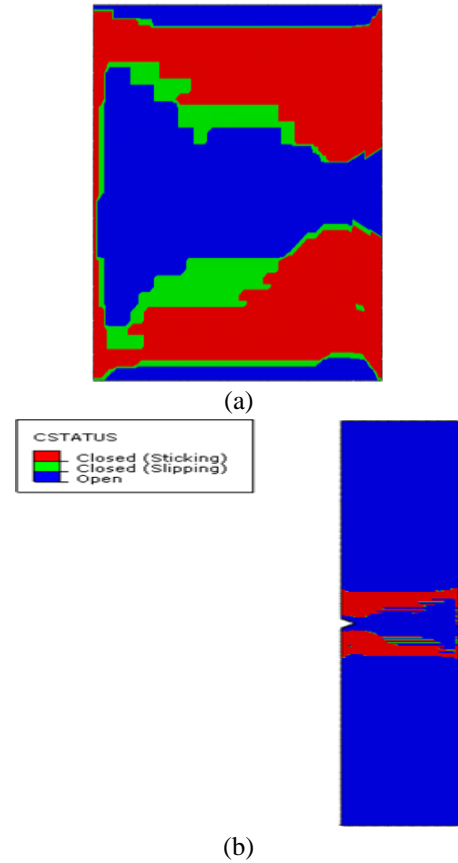 (a)
CSTATUS
Closed (Sticking)
Closed (Slipping)
Open
(b)